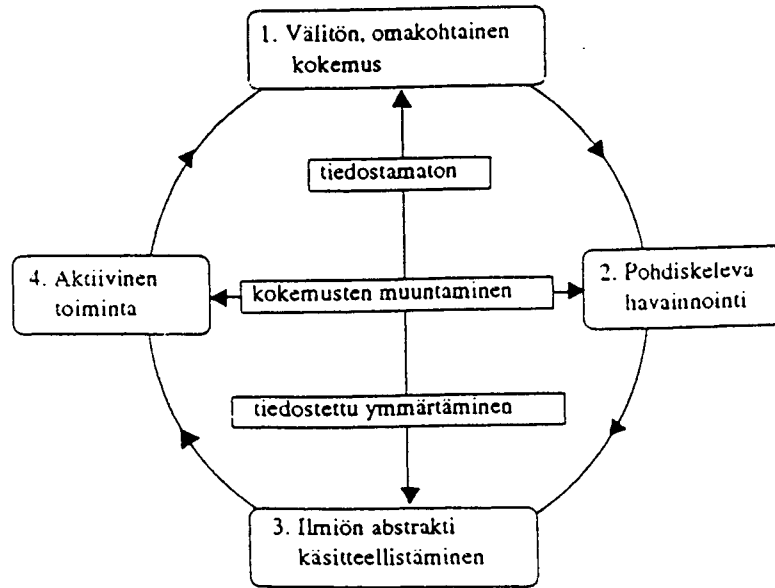 1. Välitön, omakohtainen
kokemus
tiedostamaton
4. Aktiivinen
toiminta
kokemusten muuntaminen
2. Pohdiskeleva
havainnointi
tiedostettu ymmärtäminen
3. Ilmiön abstrakti
käsitteellistäminen